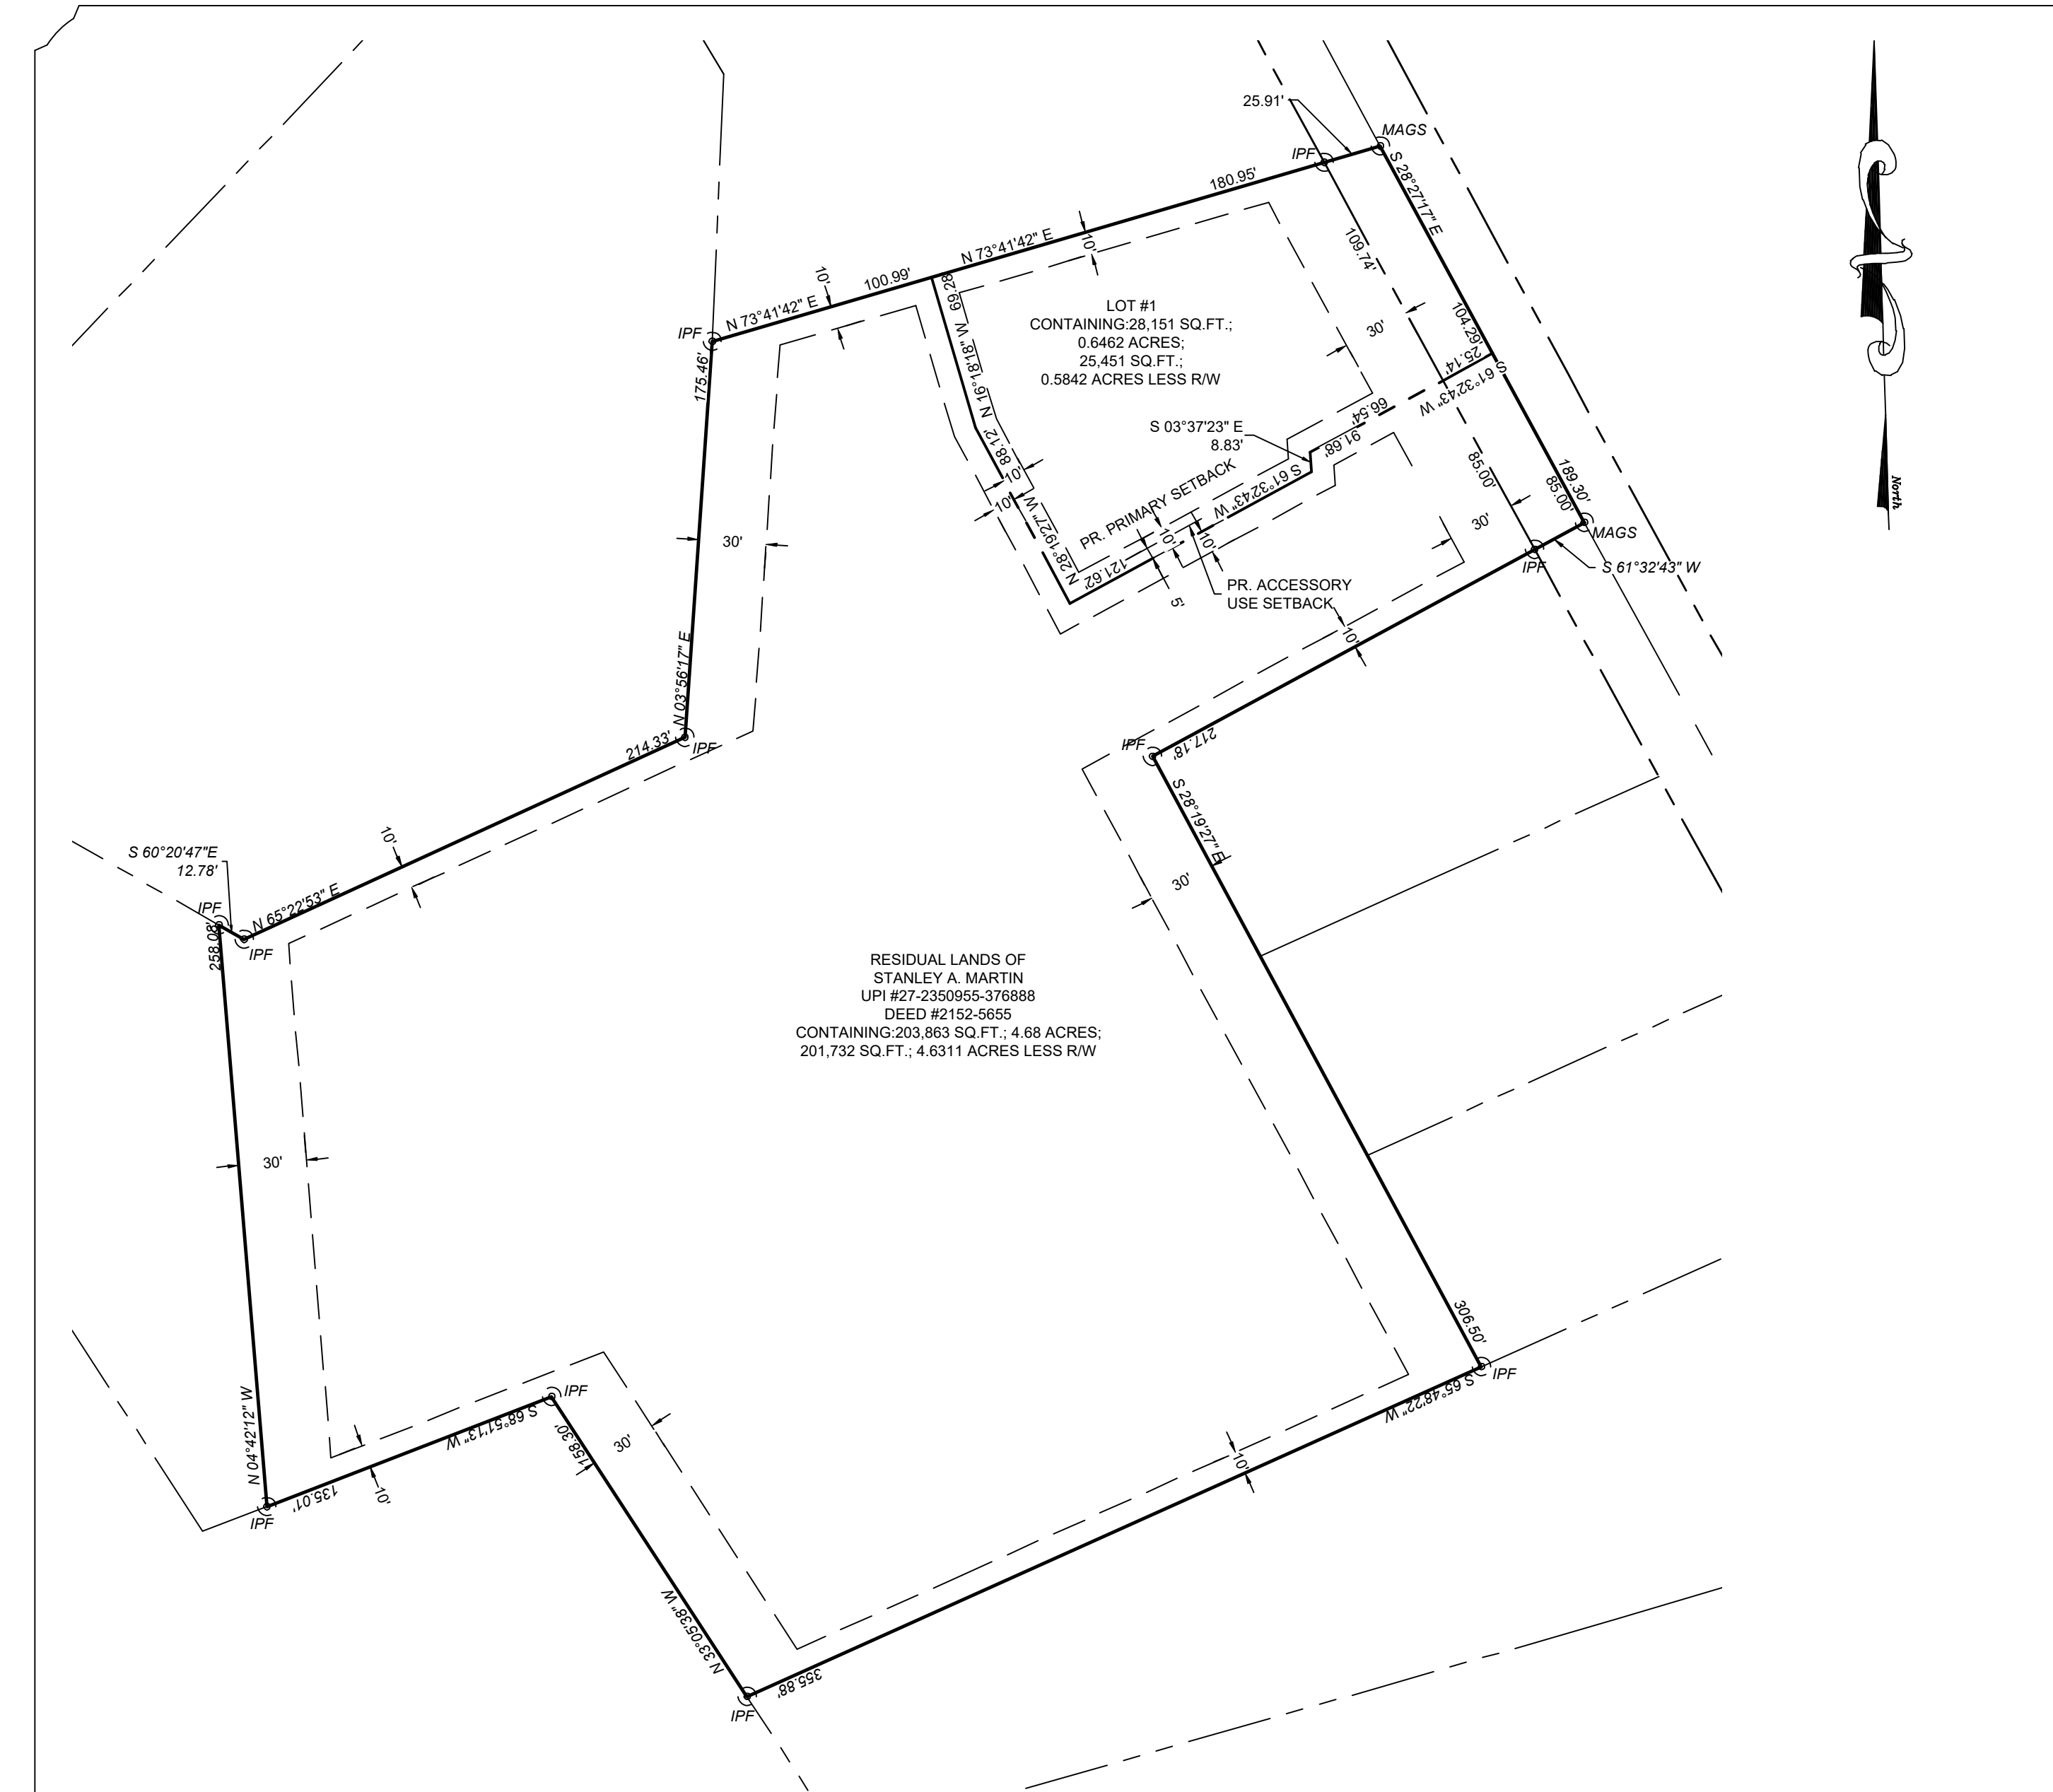 25.91'
MAGS
IPF
S 28°27'17" E
180.95'
N 73°41'42" E
10'
109.74'
100.99'
10'
N 73°41'42" E
69.28
N 16°18'18" W
LOT #1
CONTAINING:28,151 SQ.FT.;
0.6462 ACRES;
25,451 SQ.FT.;
0.5842 ACRES LESS R/W
30'
104.29'
25.14'
S 61°32'43" W
IPF
175.46'
66.54'
91.68'
S 03°37'23" E
8.83'
88.12'
10'
10'
N 28°19'27" W
PR. PRIMARY SETBACK
S 61°32'43" W
85.00'
189.30'
85.00'
North
30'
MAGS
30'
10'
10'
121.62'
5'
PR. ACCESSORY
USE SETBACK
IPF
S 61°32'43" W
10'
N 03°56'17" E
214.33'
IPF
IPF
217.18'
S 28°19'27" E
30'
10'
S 60°20'47"E
12.78'
IPF
N 65°22'53" E
258.08'
IPF
RESIDUAL LANDS OF
STANLEY A. MARTIN
UPI #27-2350955-376888
DEED #2152-5655
CONTAINING:203,863 SQ.FT.; 4.68 ACRES;
201,732 SQ.FT.; 4.6311 ACRES LESS R/W
30'
306.50'
IPF
S 65°48'22" W
N 04°42'12" W
IPF
S 68°51'13" W
158.30'
30'
10'
135.01'
10'
IPF
N 33°05'38" W
355.88'
IPF